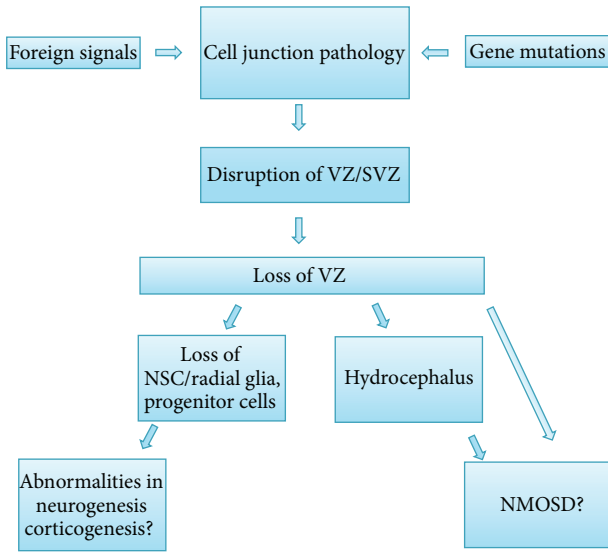 Foreign signals
Cell junction pathology
Gene mutations
Disruption of VZ/SVZ
Loss of VZ
Loss of
NSC/radial glia,
progenitor cells
Hydrocephalus
Abnormalities in
neurogenesis
corticogenesis?
NMOSD?